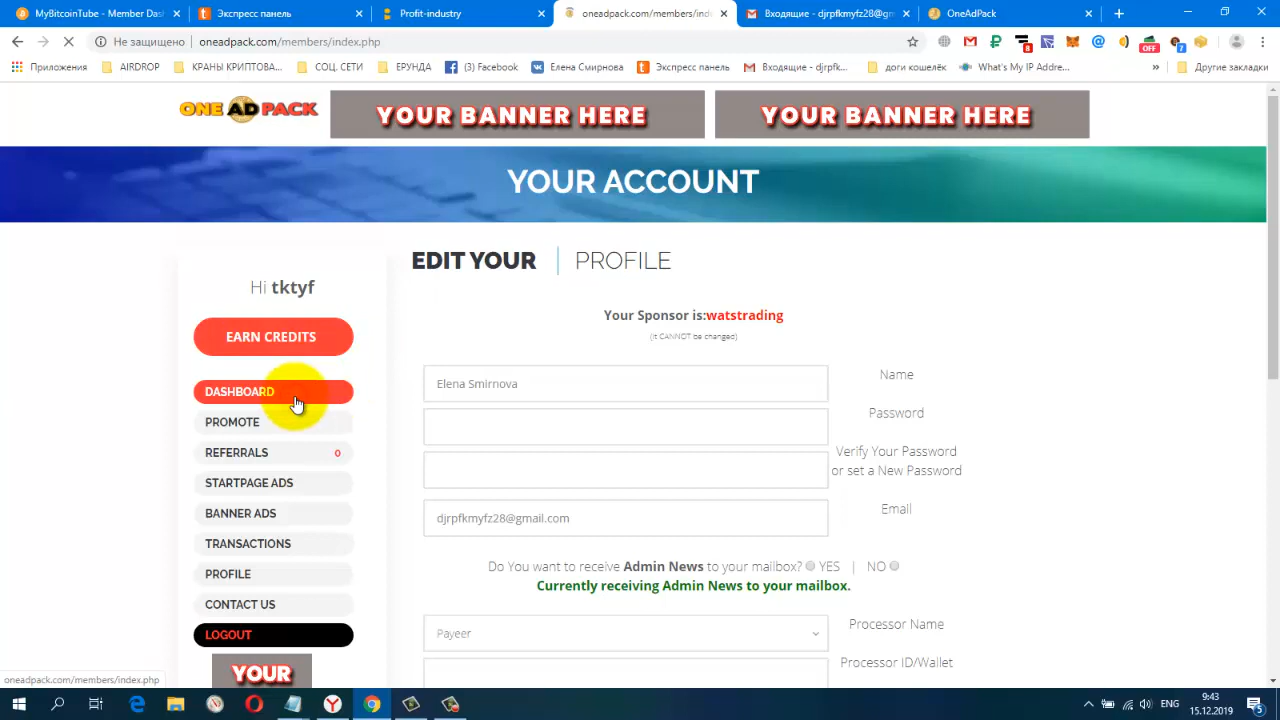 MyBitcoinTube - Member Dash
Экспресс панель
Profit-industry
oneadpack.com/members/inde
Входящие - djrpfkmyfz28@gm
OneAdPack
Не защищено
oneadpack.com/members/index.php
8
OFF
7
Приложения
AIRDROP
КРАНЫ КРИПТОВА...
СОЦ. СЕТИ
ЕРУНДА
(3) Facebook
Елена Смирнова
Экспресс панель
Входящие - djrpfk...
доги кошелёк
What's My IP Addre...
»
Другие закладки
ONE AD PACK
YOUR BANNER HERE
YOUR BANNER HERE
YOUR ACCOUNT
EDIT YOUR
PROFILE
Hi tktyf
Your Sponsor is:watstrading
(It CANNOT be changed)
EARN CREDITS
DASHBOARD
PROMOTE
REFERRALS 0
STARTPAGE ADS
BANNER ADS
TRANSACTIONS
PROFILE
CONTACT US
LOGOUT
YOUR
Elena Smirnova
Name
Password
Verify Your Password
or set a New Password
djrpfkmyfz28@gmail.com
Email
Do You want to receive Admin News to your mailbox? YES | NO
Currently receiving Admin News to your mailbox.
Payeer
Processor Name
Processor ID/Wallet
oneadpack.com/members/index.php
ENG
9:43
15.12.2019
5